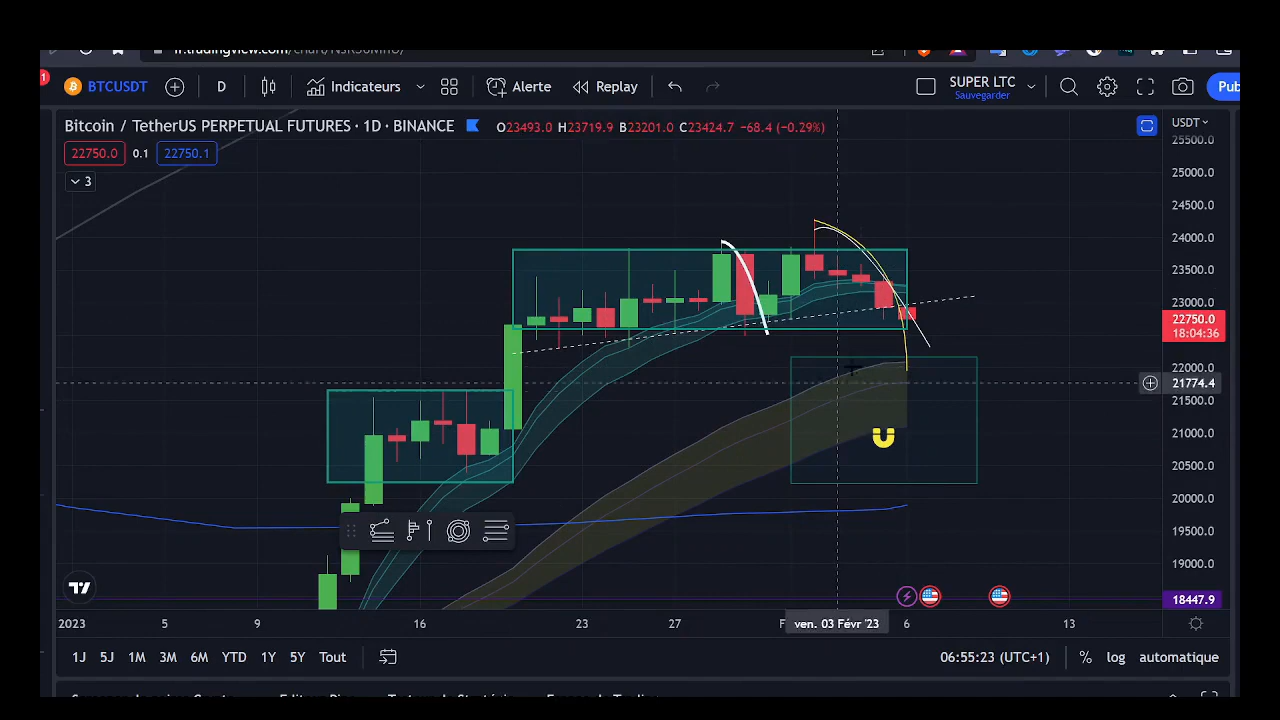 BTCUSDT
D
Indicateurs
Alerte
Replay
SUPER LTC
Sauvegarder
Pub
1
Bitcoin / TetherUS PERPETUAL FUTURES · 1D · BINANCE
O23493.0 H23719.9 B23201.0 C23424.7 −68.4 (−0.29%)
USDT
22750.0 0.1 22750.1
3
25500.0
25000.0
24500.0
24000.0
23500.0
23000.0
22750.0
18:04:36
22000.0
21774.4
21500.0
21000.0
20500.0
20000.0
19500.0
19000.0
18447.9
2023 5 9 16 23 27 F ven. 03 Févr '23 6 13
1J 5J 1M 3M 6M YTD 1Y 5Y Tout
06:55:23 (UTC+1) % log automatique